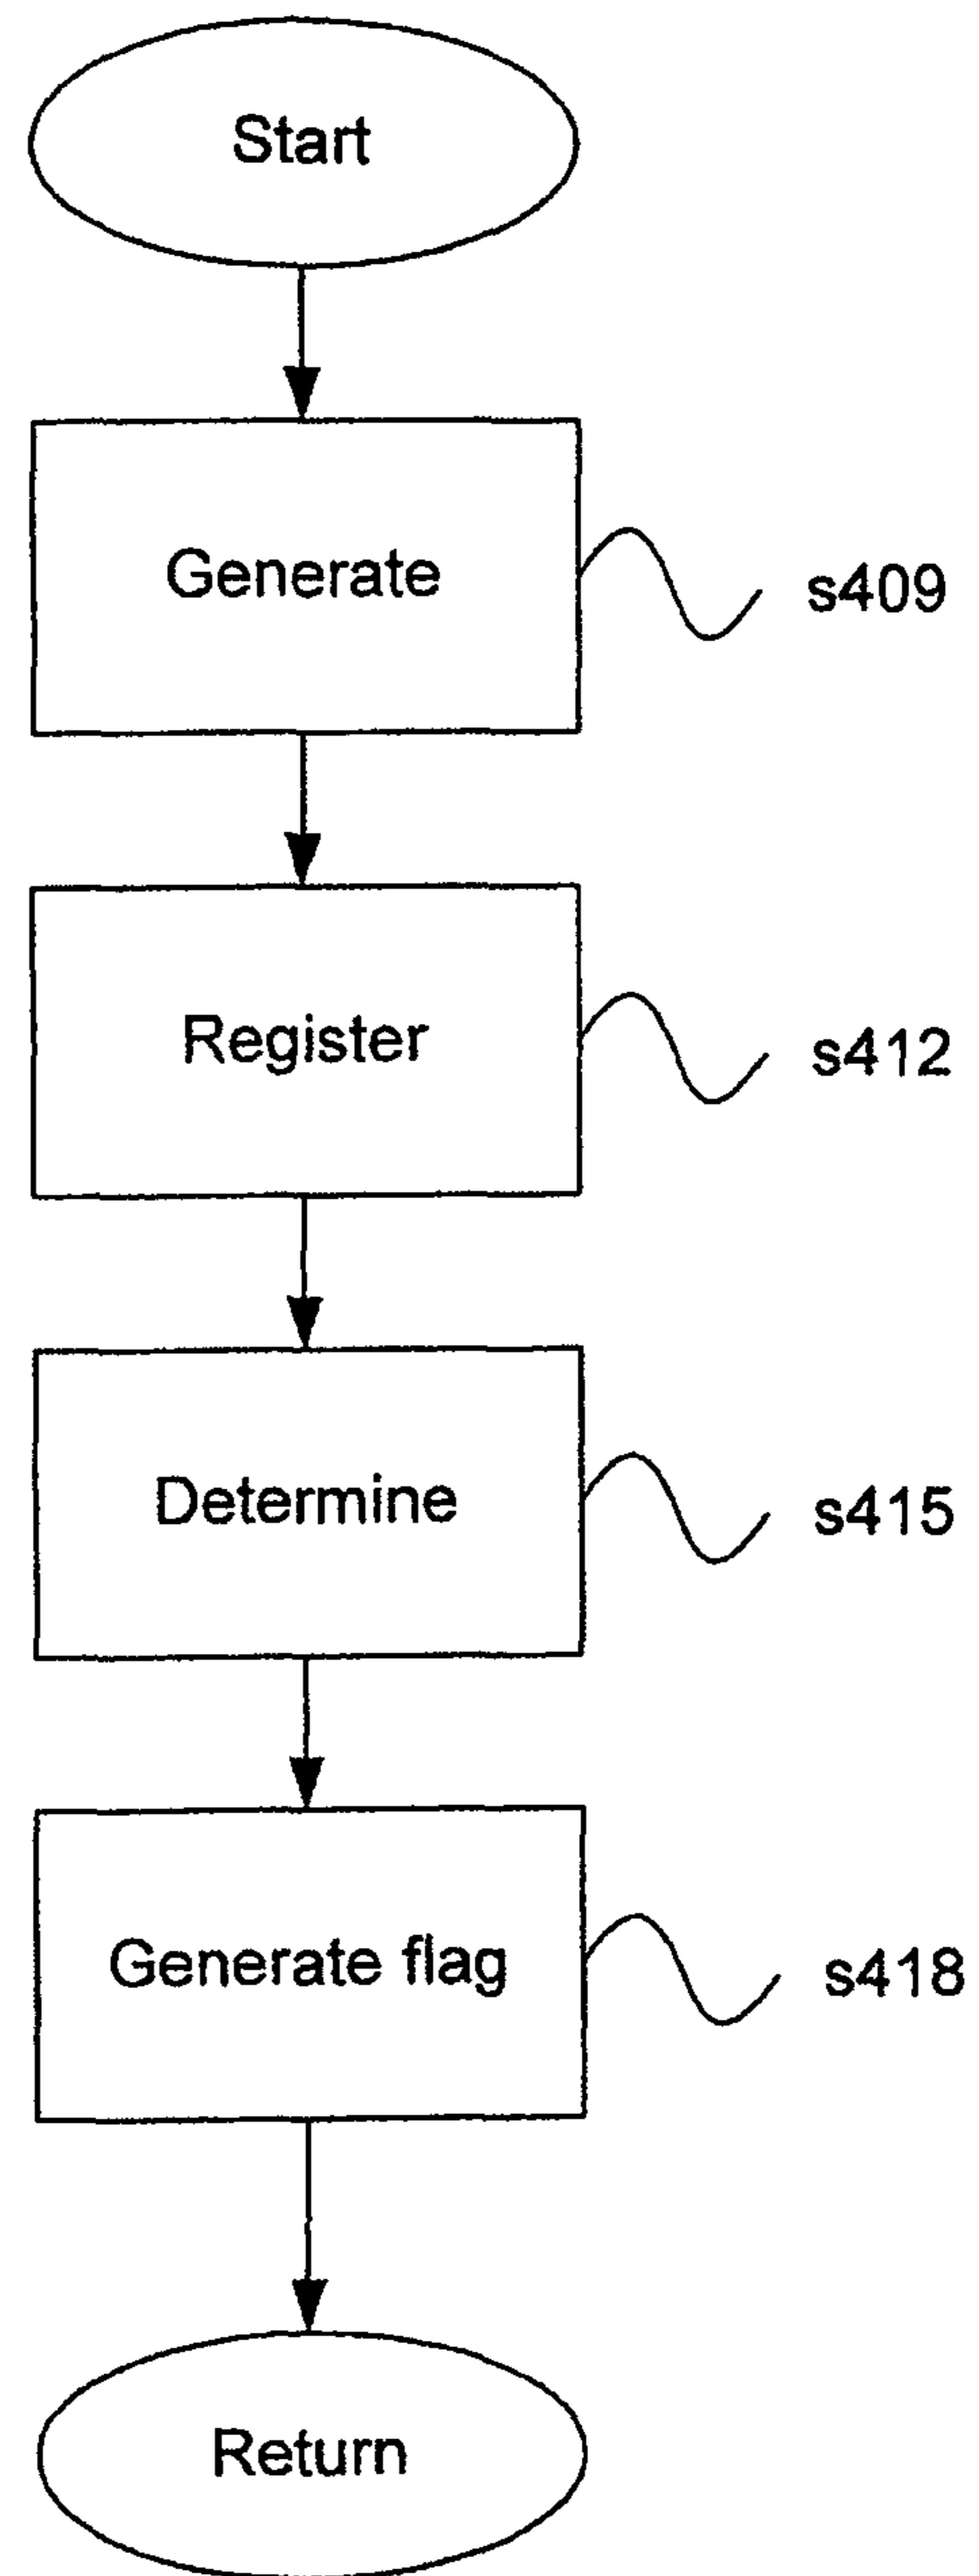 Start
Generate
s409
Register
s412
Determine
s415
Generate flag
s418
Return